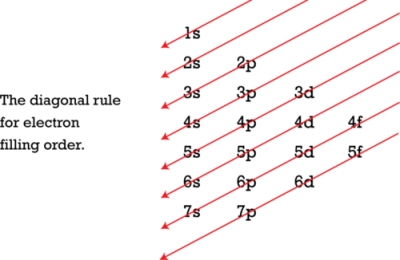 1s
2s 2p
3s 3p 3d
The diagonal rule
for electron
filling order.
4s 4p 4d 4f
5s 5p 5d 5f
6s 6p 6d
7s 7p